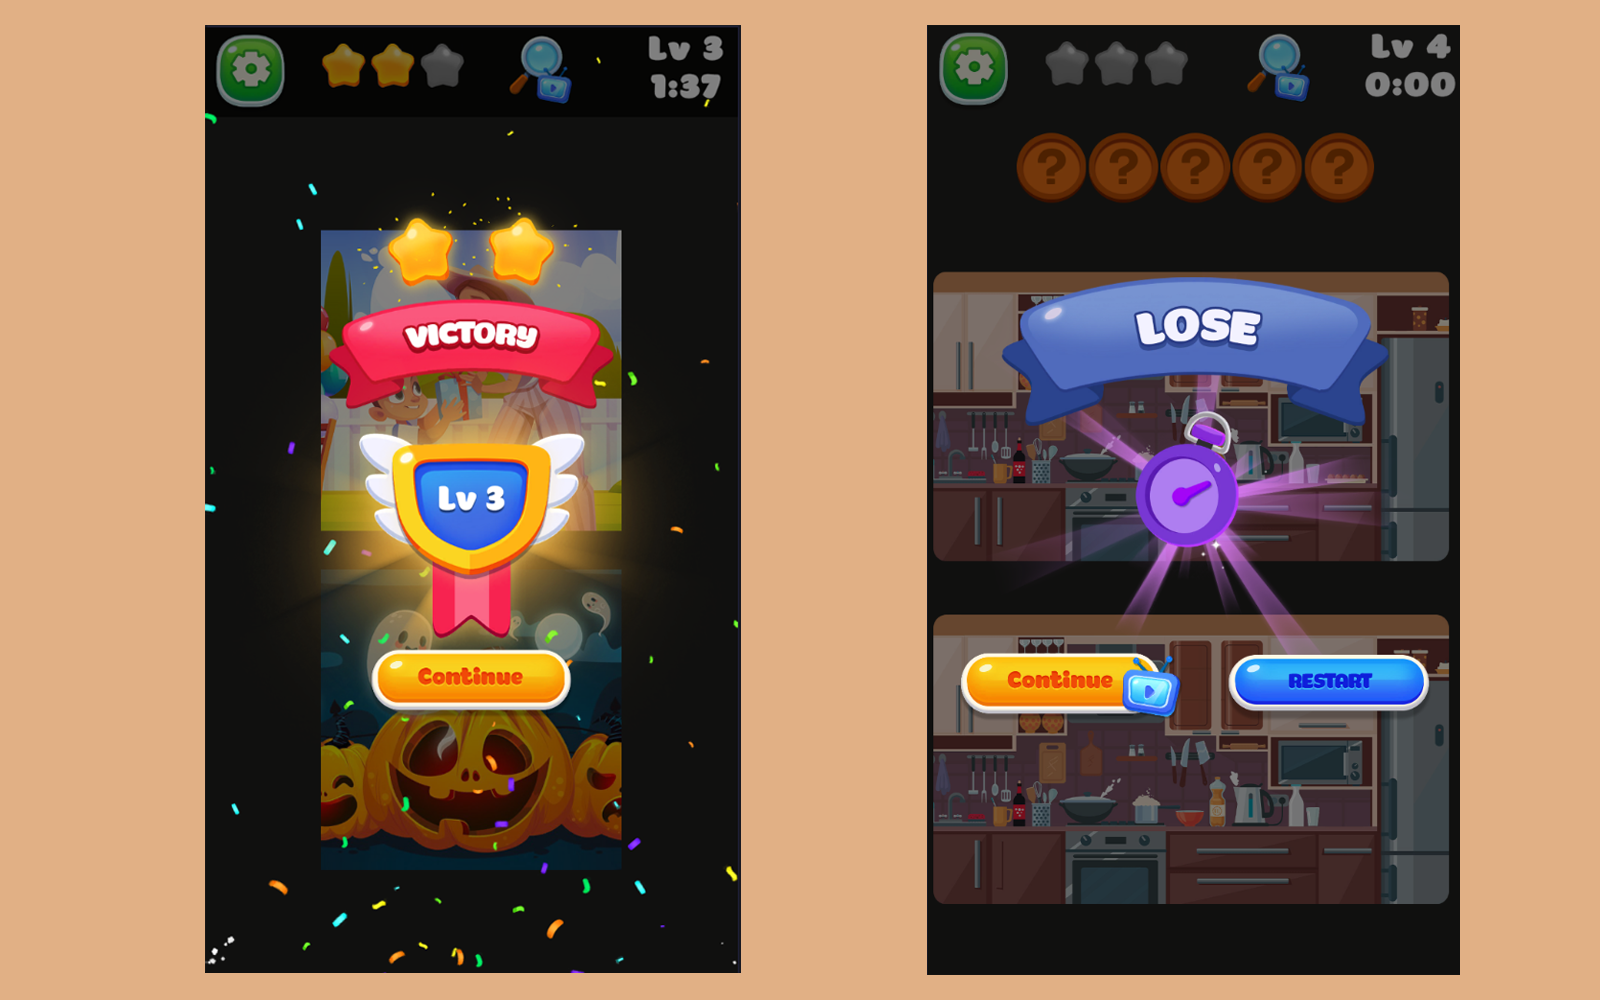 Lv 3
1:37
VICTORY
Lv 3
Continue
Lv 4
0:00
? ? ? ? ?
LOSE
Continue
RESTART